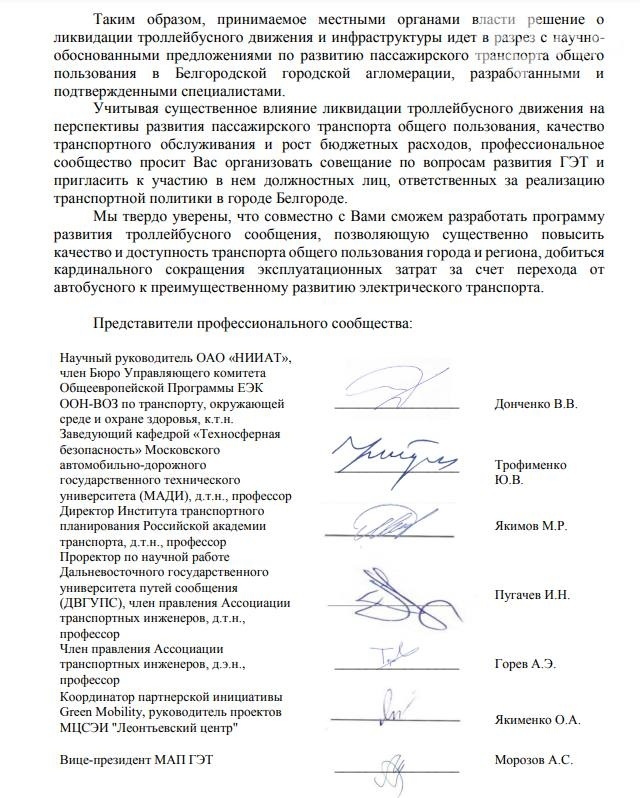 Таким образом, принимаемое местными органами власти решение о
ликвидации троллейбусного движения и инфраструктуры идет в разрез с научно-
обоснованными предложениями по развитию пассажирского транспорта общего
пользования в Белгородской городской агломерации, разработанными и
подтвержденными специалистами.
Учитывая существенное влияние ликвидации троллейбусного движения на
перспективы развития пассажирского транспорта общего пользования, качество
транспортного обслуживания и рост бюджетных расходов, профессиональное
сообщество просит Вас организовать совещание по вопросам развития ГЭТ и
пригласить к участию в нем должностных лиц, ответственных за реализацию
транспортной политики в городе Белгороде.
Мы твердо уверены, что совместно с Вами сможем разработать программу
развития троллейбусного сообщения, позволяющую существенно повысить
качество и доступность транспорта общего пользования города и региона, добиться
кардинального сокращения эксплуатационных затрат за счет перехода от
автобусного к преимущественному развитию электрического транспорта.
Представители профессионального сообщества:
Научный руководитель ОАО «НИИАТ»,
член Бюро Управляющего комитета
Общеевропейской Программы ЕЭК
ООН-ВОЗ по транспорту, окружающей
среде и охране здоровья, к.т.н.
Донченко В.В.
Заведующий кафедрой «Техносферная
безопасность» Московского
автомобильно-дорожного
государственного технического
университета (МАДИ), д.т.н., профессор
Трофименко
Ю.В.
Директор Института транспортного
планирования Российской академии
транспорта, д.т.н., профессор
Якимов М.Р.
Проректор по научной работе
Дальневосточного государственного
университета путей сообщения
(ДВГУПС), член правления Ассоциации
транспортных инженеров, д.т.н.,
профессор
Пугачев И.Н.
Член правления Ассоциации
транспортных инженеров, д.э.н.,
профессор
Горев А.Э.
Координатор партнерской инициативы
Green Mobility, руководитель проектов
МЦСЭИ "Леонтьевский центр"
Якименко О.А.
Вице-президент МАП ГЭТ
Морозов А.С.